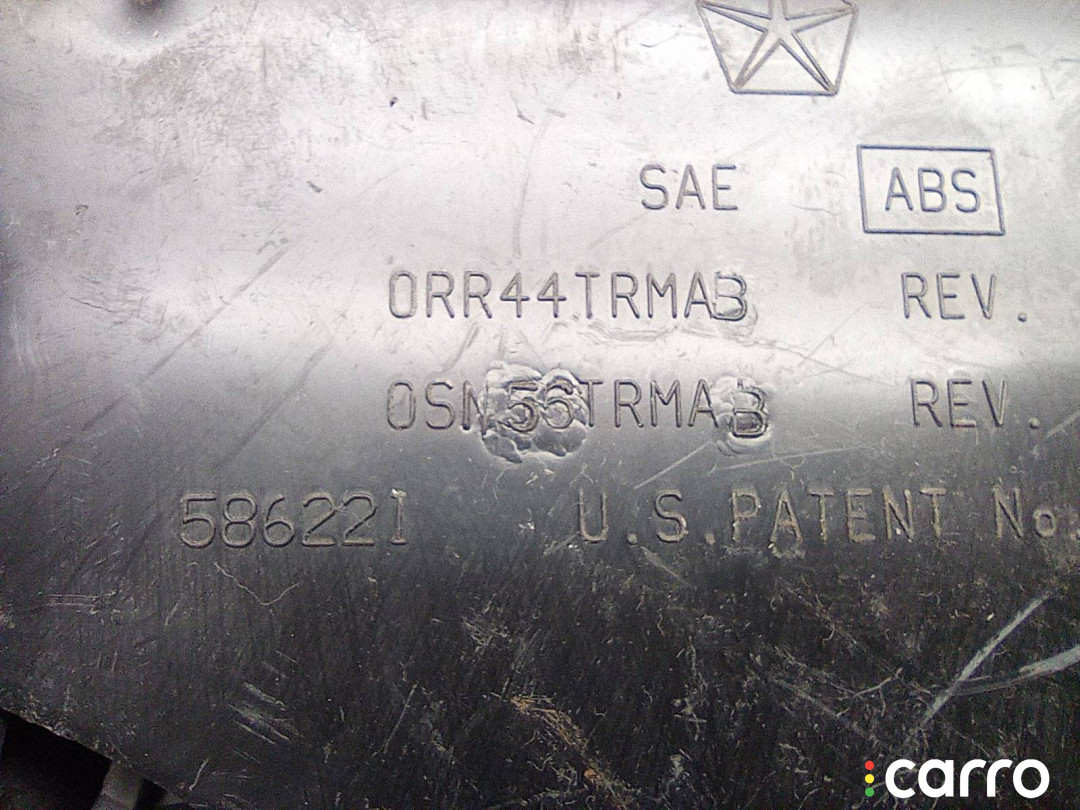 SAE ABS
0RR44TRMAB REV.
0SN56TRMAB REV.
586221 U.S.PATENT No.
carro